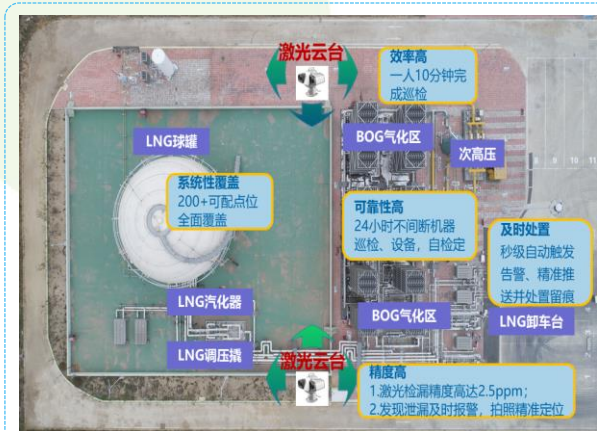 激光云台
效率高
一人10分钟完
成巡检
LNG球罐
BOG气化区
次高压
系统性覆盖
200+可配点位
全面覆盖
可靠性高
24小时不间断机器
巡检、设备，自检定
及时处置
秒级自动触发
告警、精准推
送并处置留痕
LNG汽化器
BOG气化区
LNG卸车台
LNG调压撬
激光云台
精度高
1.激光检漏精度高达2.5ppm；
2.发现泄漏及时报警，拍照精准定位
8
9
10
11